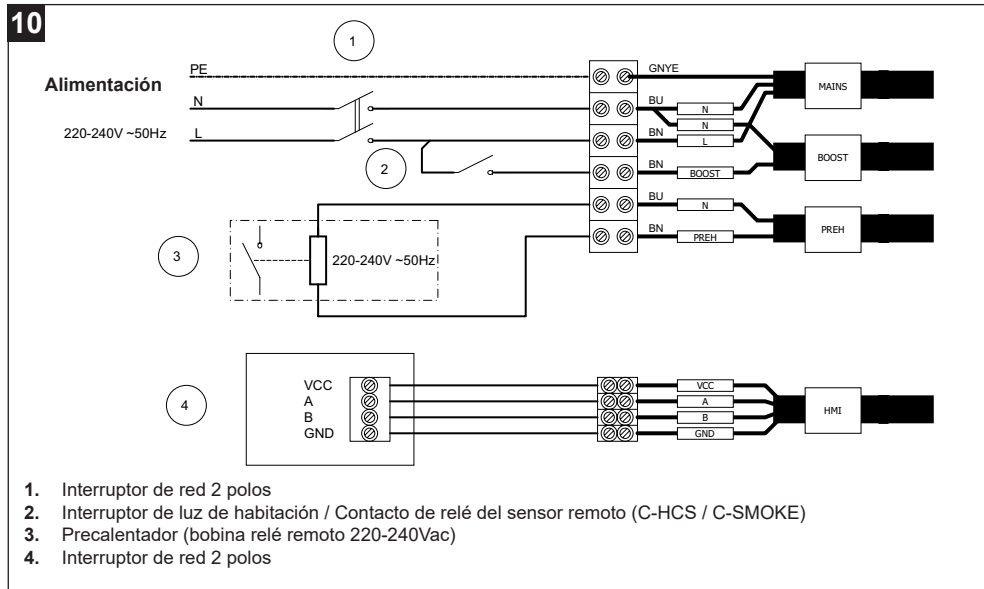 10
1
Alimentación
PE
GNYE
MAINS
N
BU
N
N
220-240V ~50Hz
L
BN
L
2
BN
BOOST
BOOST
BU
N
3
220-240V ~50Hz
BN
PREH
PREH
4
VCC
VCC
A
A
B
B
GND
GND
HMI
1. Interruptor de red 2 polos
2. Interruptor de luz de habitación / Contacto de relé del sensor remoto (C-HCS / C-SMOKE)
3. Precalentador (bobina relé remoto 220-240Vac)
4. Interruptor de red 2 polos